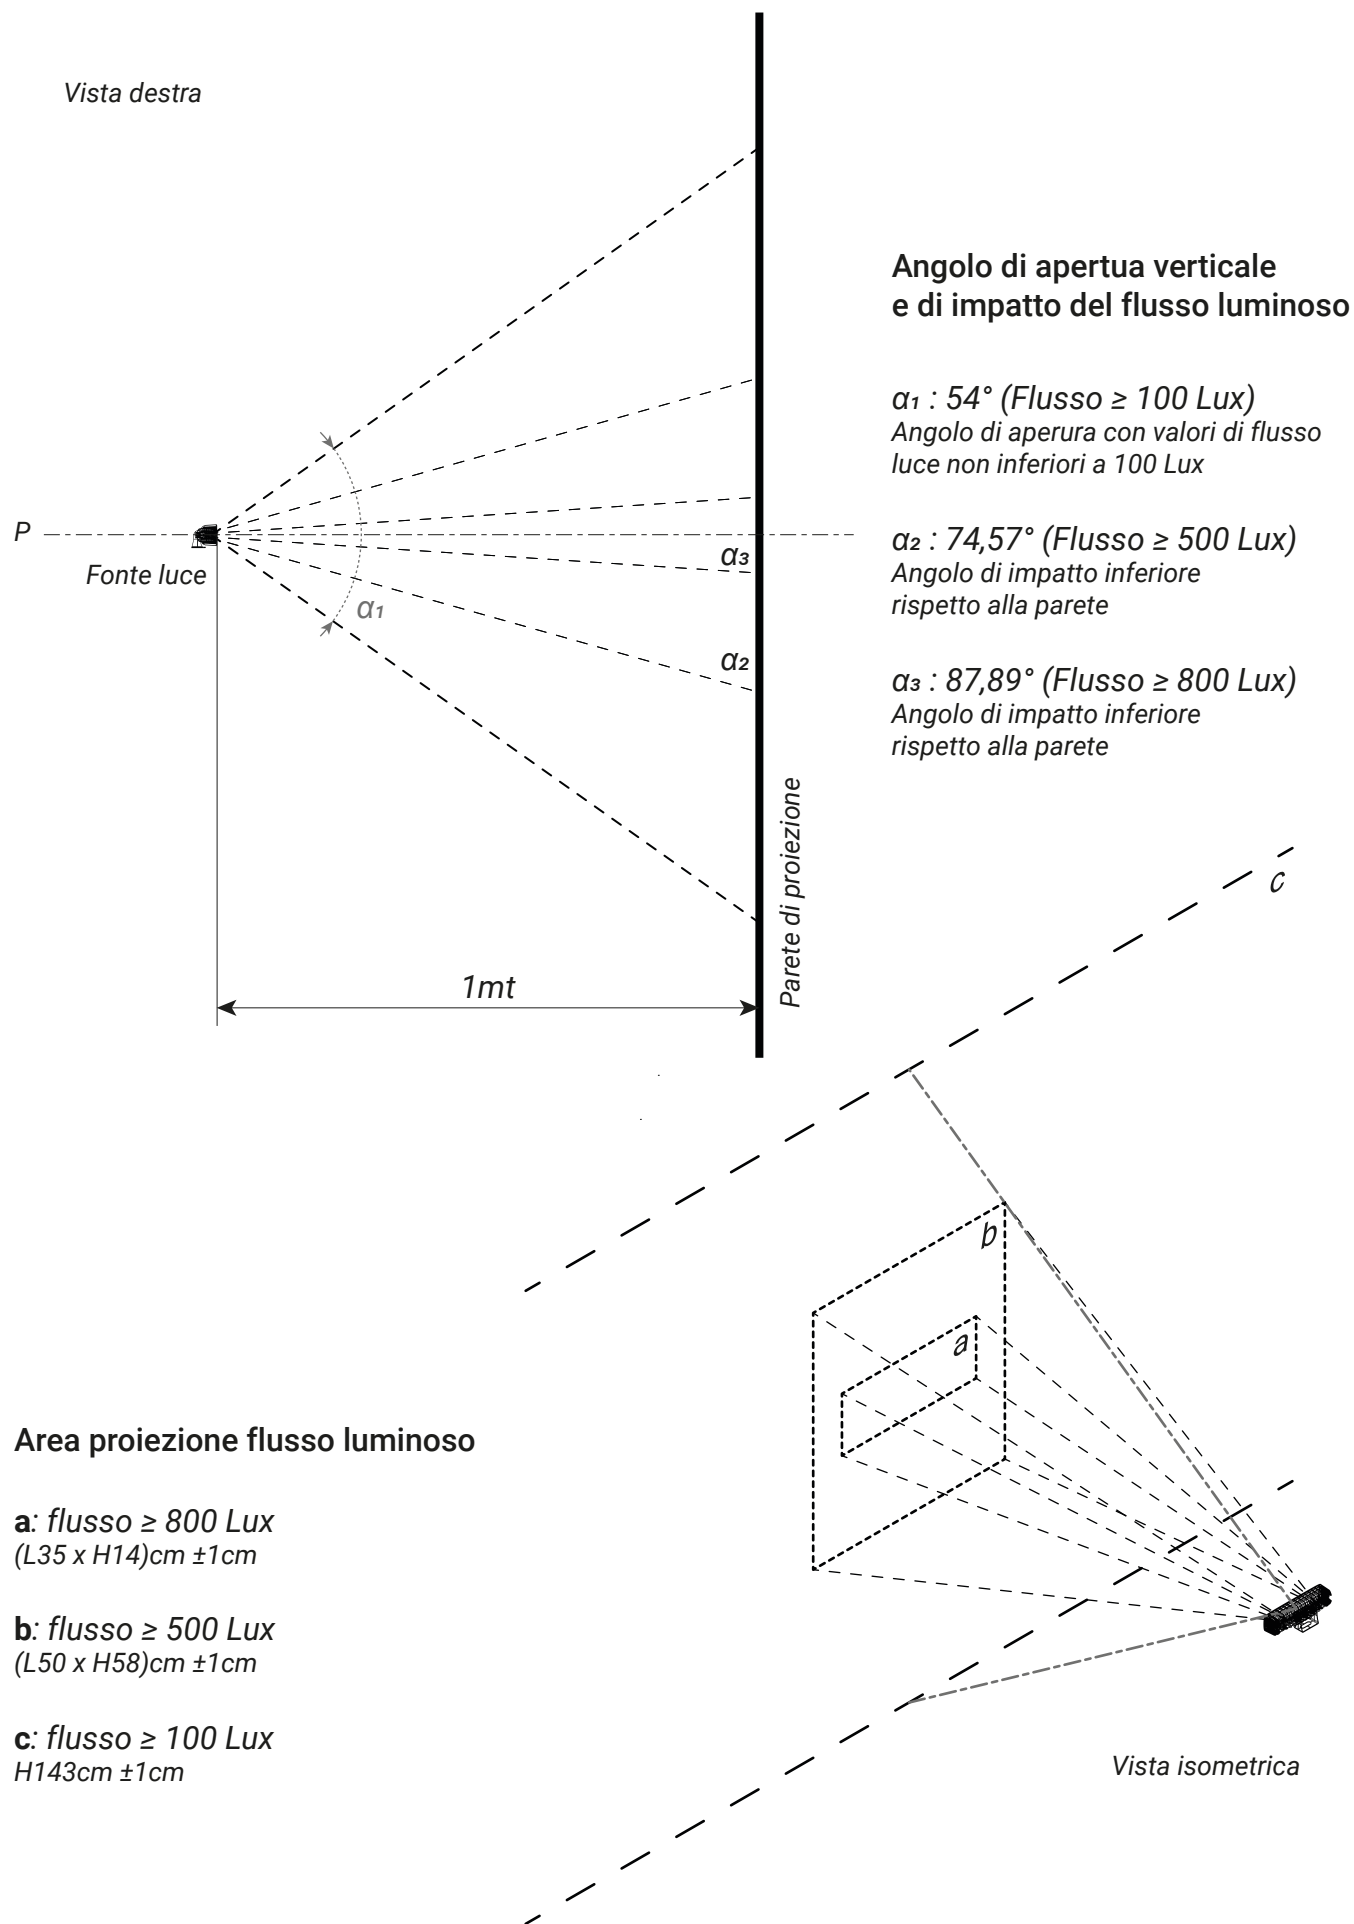 Vista destra
Angolo di apertua verticale
e di impatto del flusso luminoso
α₁ : 54° (Flusso ≥ 100 Lux)
Angolo di aperura con valori di flusso
luce non inferiori a 100 Lux
P
Fonte luce
α₃
α₁
α₂
α₂ : 74,57° (Flusso ≥ 500 Lux)
Angolo di impatto inferiore
rispetto alla parete
α₃ : 87,89° (Flusso ≥ 800 Lux)
Angolo di impatto inferiore
rispetto alla parete
Parete di proiezione
1mt
c
b
a
Area proiezione flusso luminoso
a: flusso ≥ 800 Lux
(L35 x H14)cm ±1cm
b: flusso ≥ 500 Lux
(L50 x H58)cm ±1cm
c: flusso ≥ 100 Lux
H143cm ±1cm
Vista isometrica